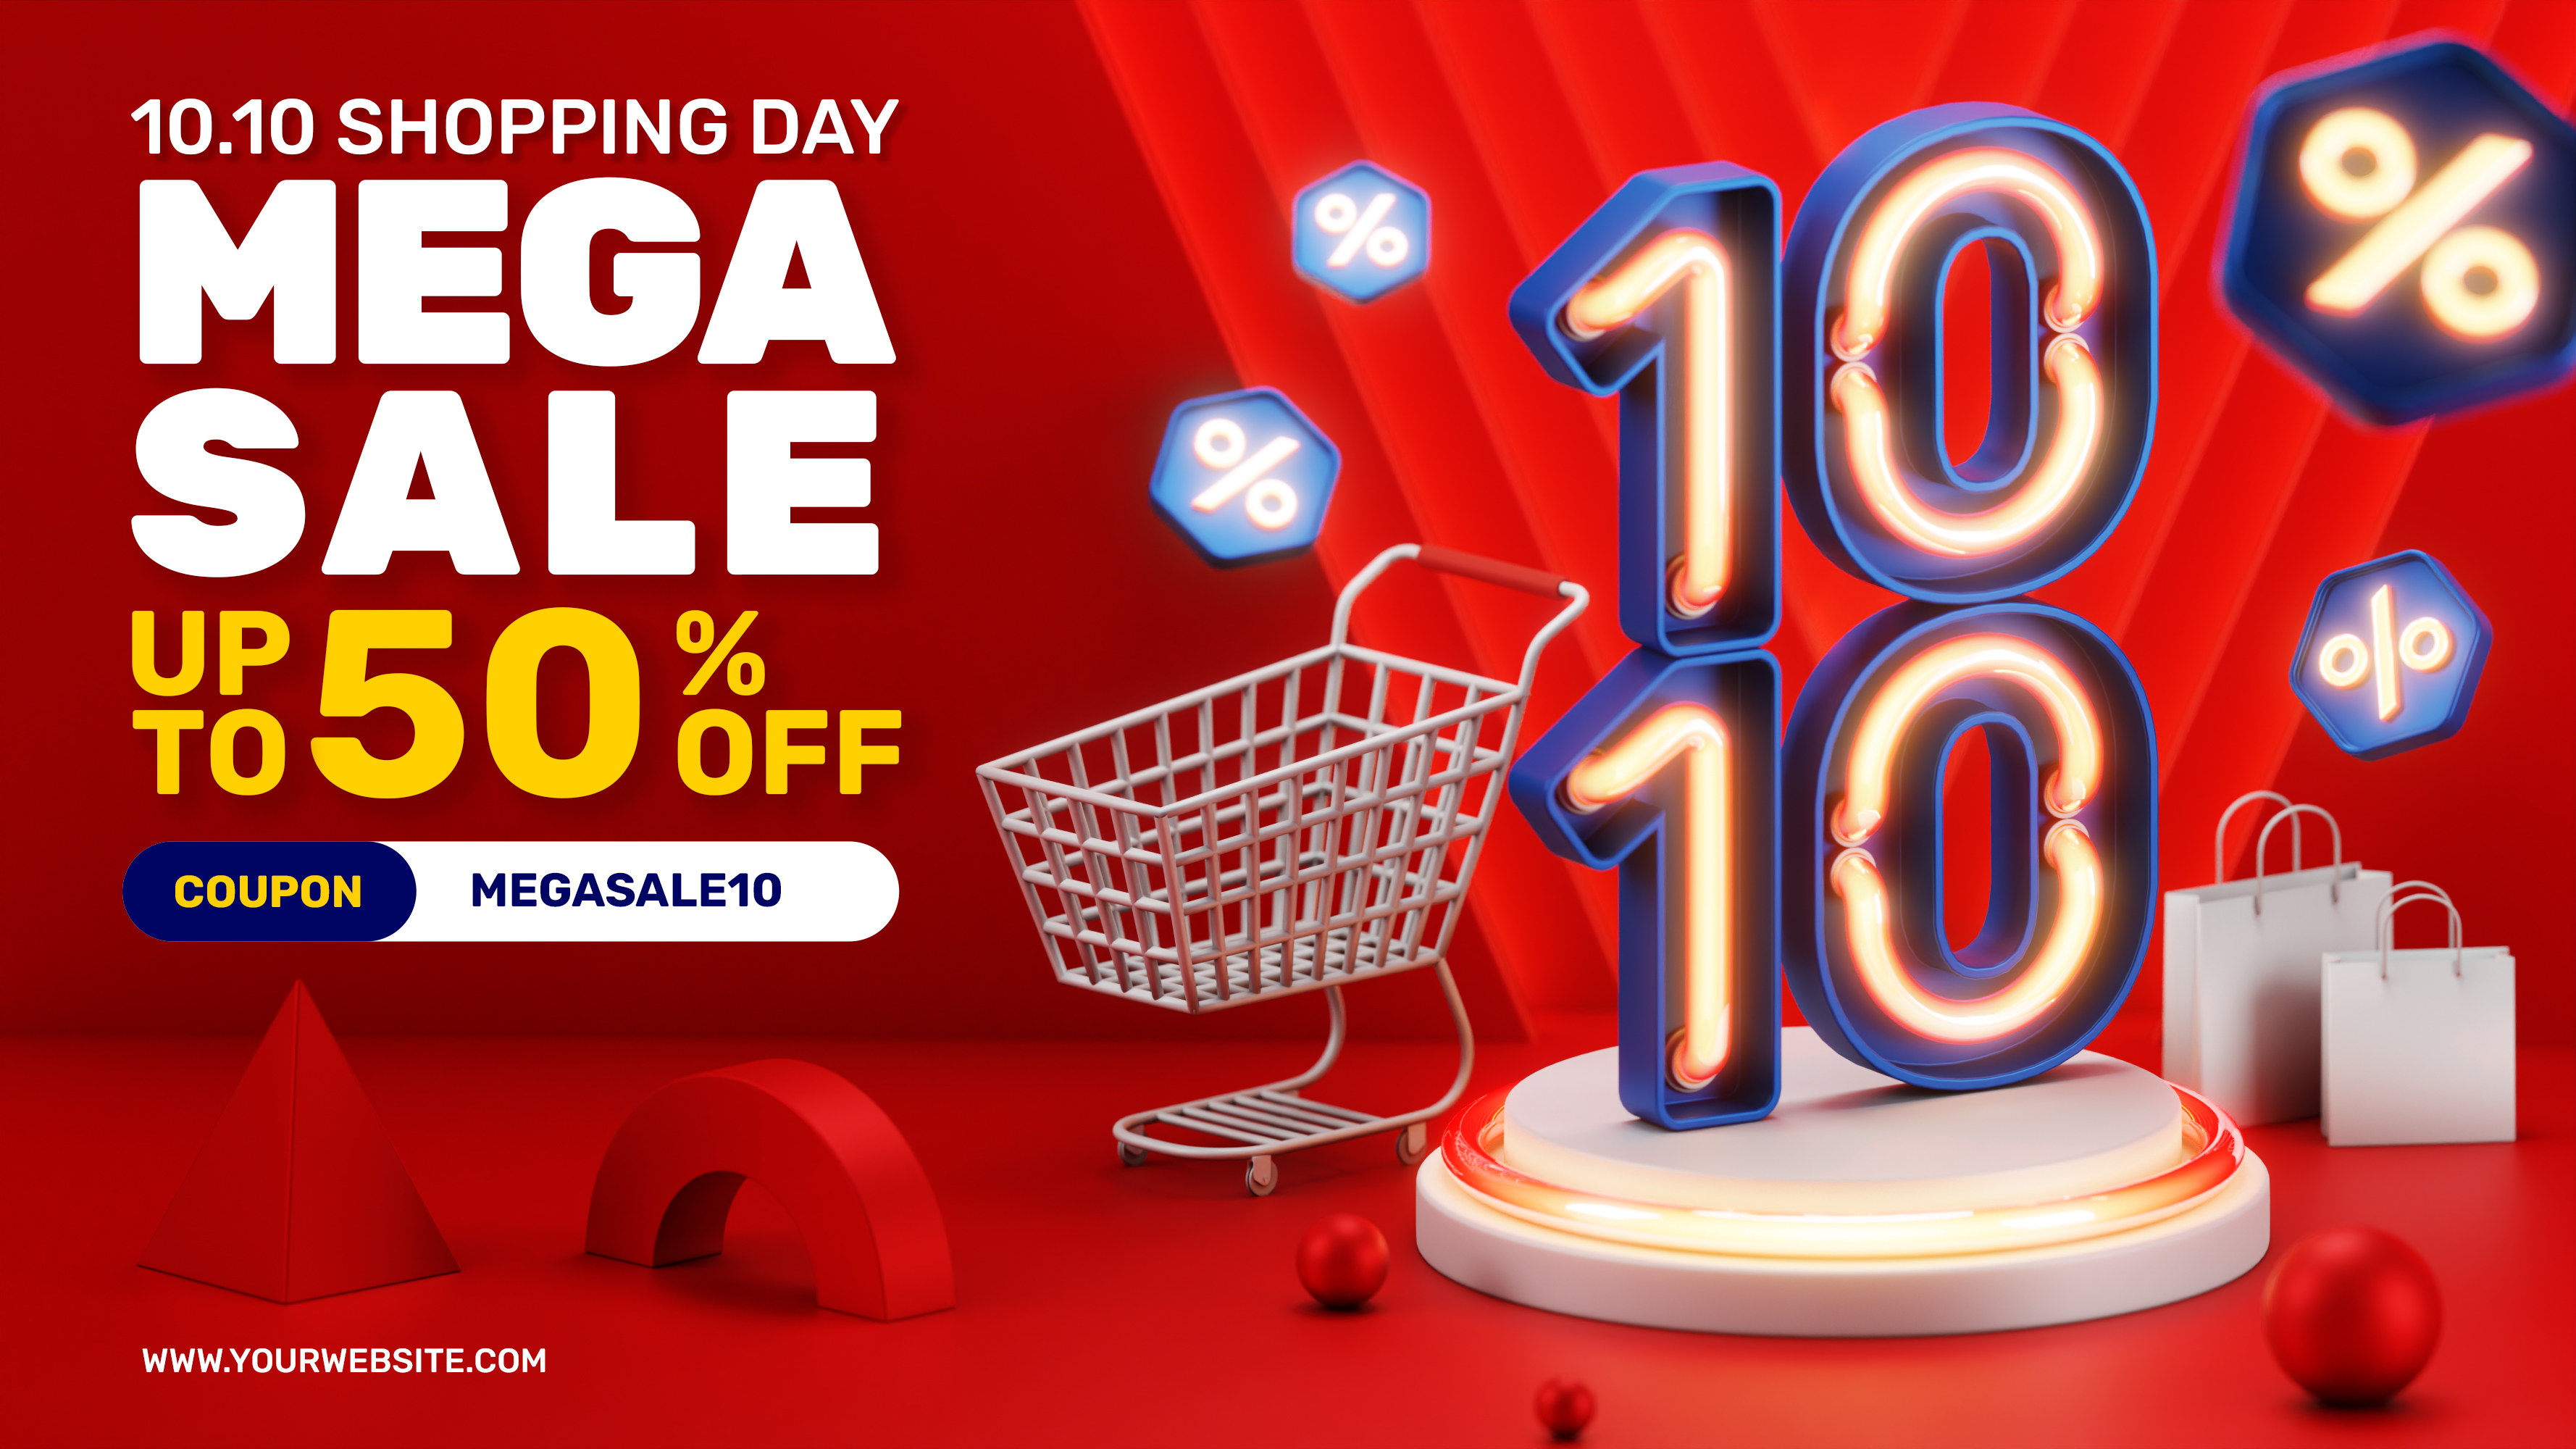 10.10 SHOPPING DAY
MEGA
SALE
UP TO 50% OFF
COUPON MEGASALE10
WWW.YOURWEBSITE.COM
10
10
%
%
%
%